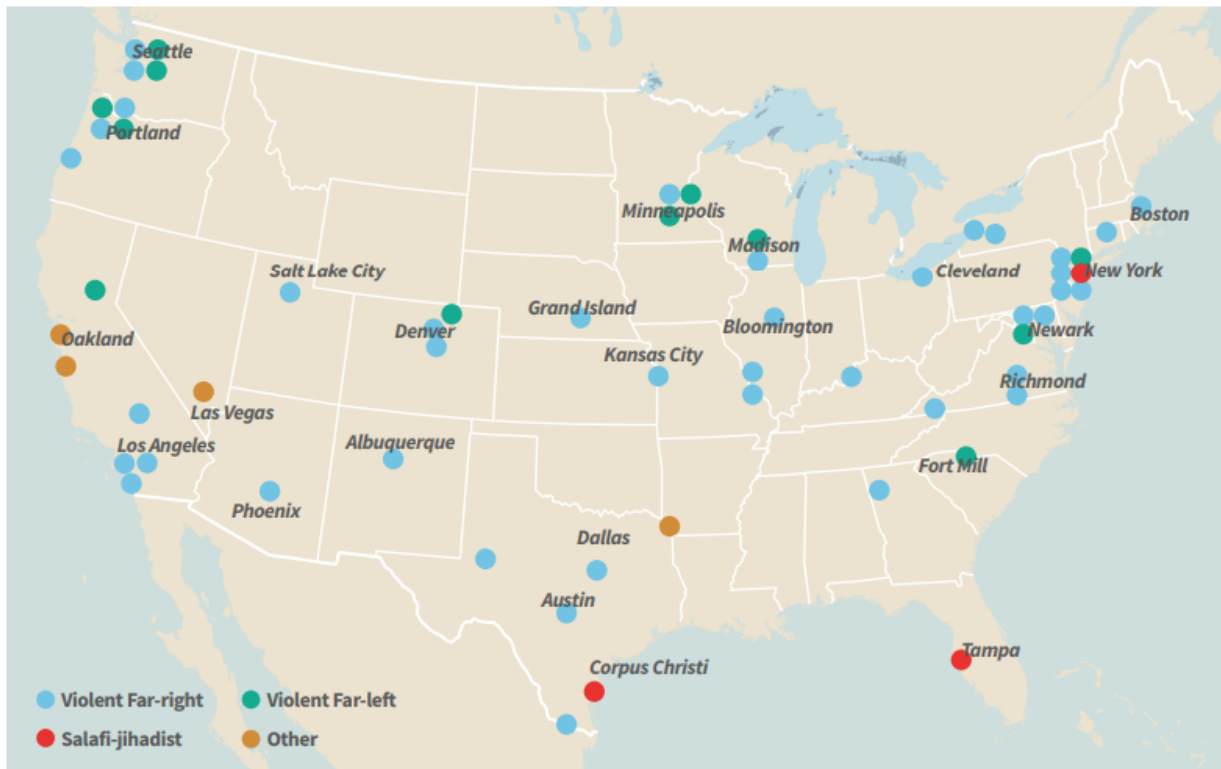 Seattle
Portland
Minneapolis
Boston
Madison
Salt Lake City
Cleveland
New York
Grand Island
Oakland
Denver
Bloomington
Newark
Kansas City
Richmond
Las Vegas
Los Angeles
Albuquerque
Fort Mill
Phoenix
Dallas
Austin
Tampa
Corpus Christi
Violent Far-right
Violent Far-left
Salafi-jihadist
Other